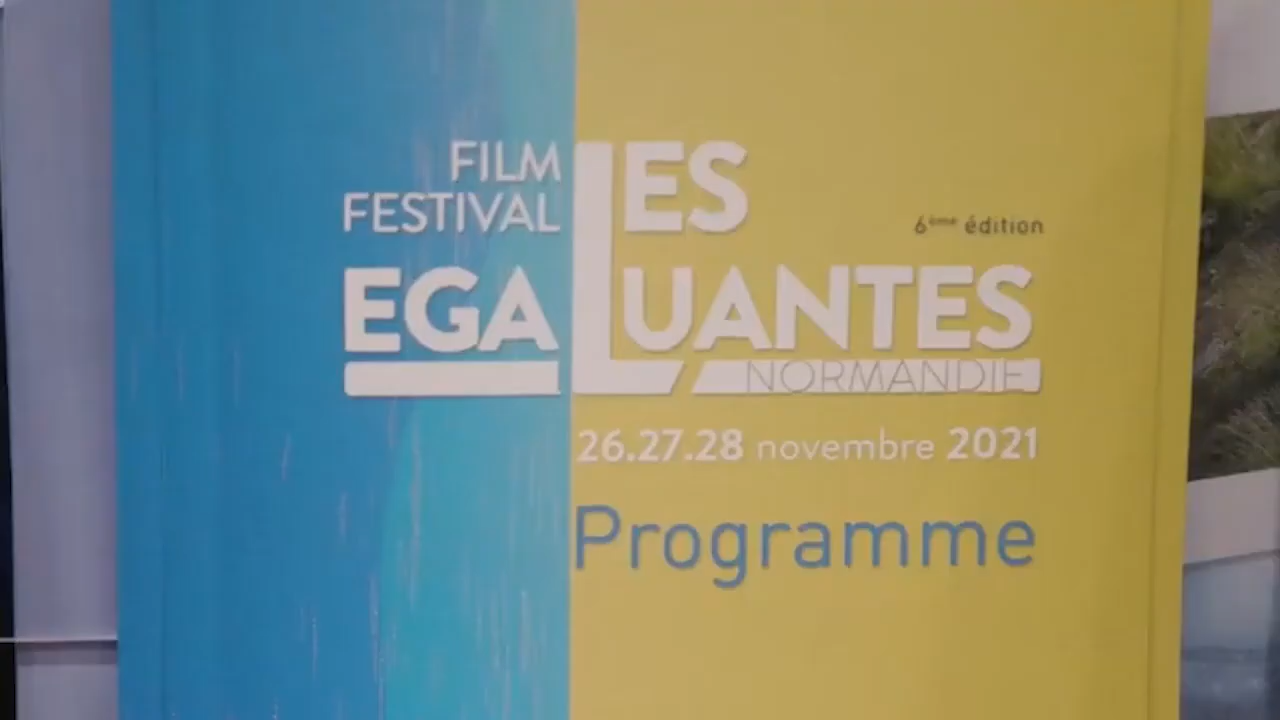 FILM
FESTIVAL
LES
6ème édition
EGALUANTES
NORMANDIE
26.27.28 novembre 2021
Programme